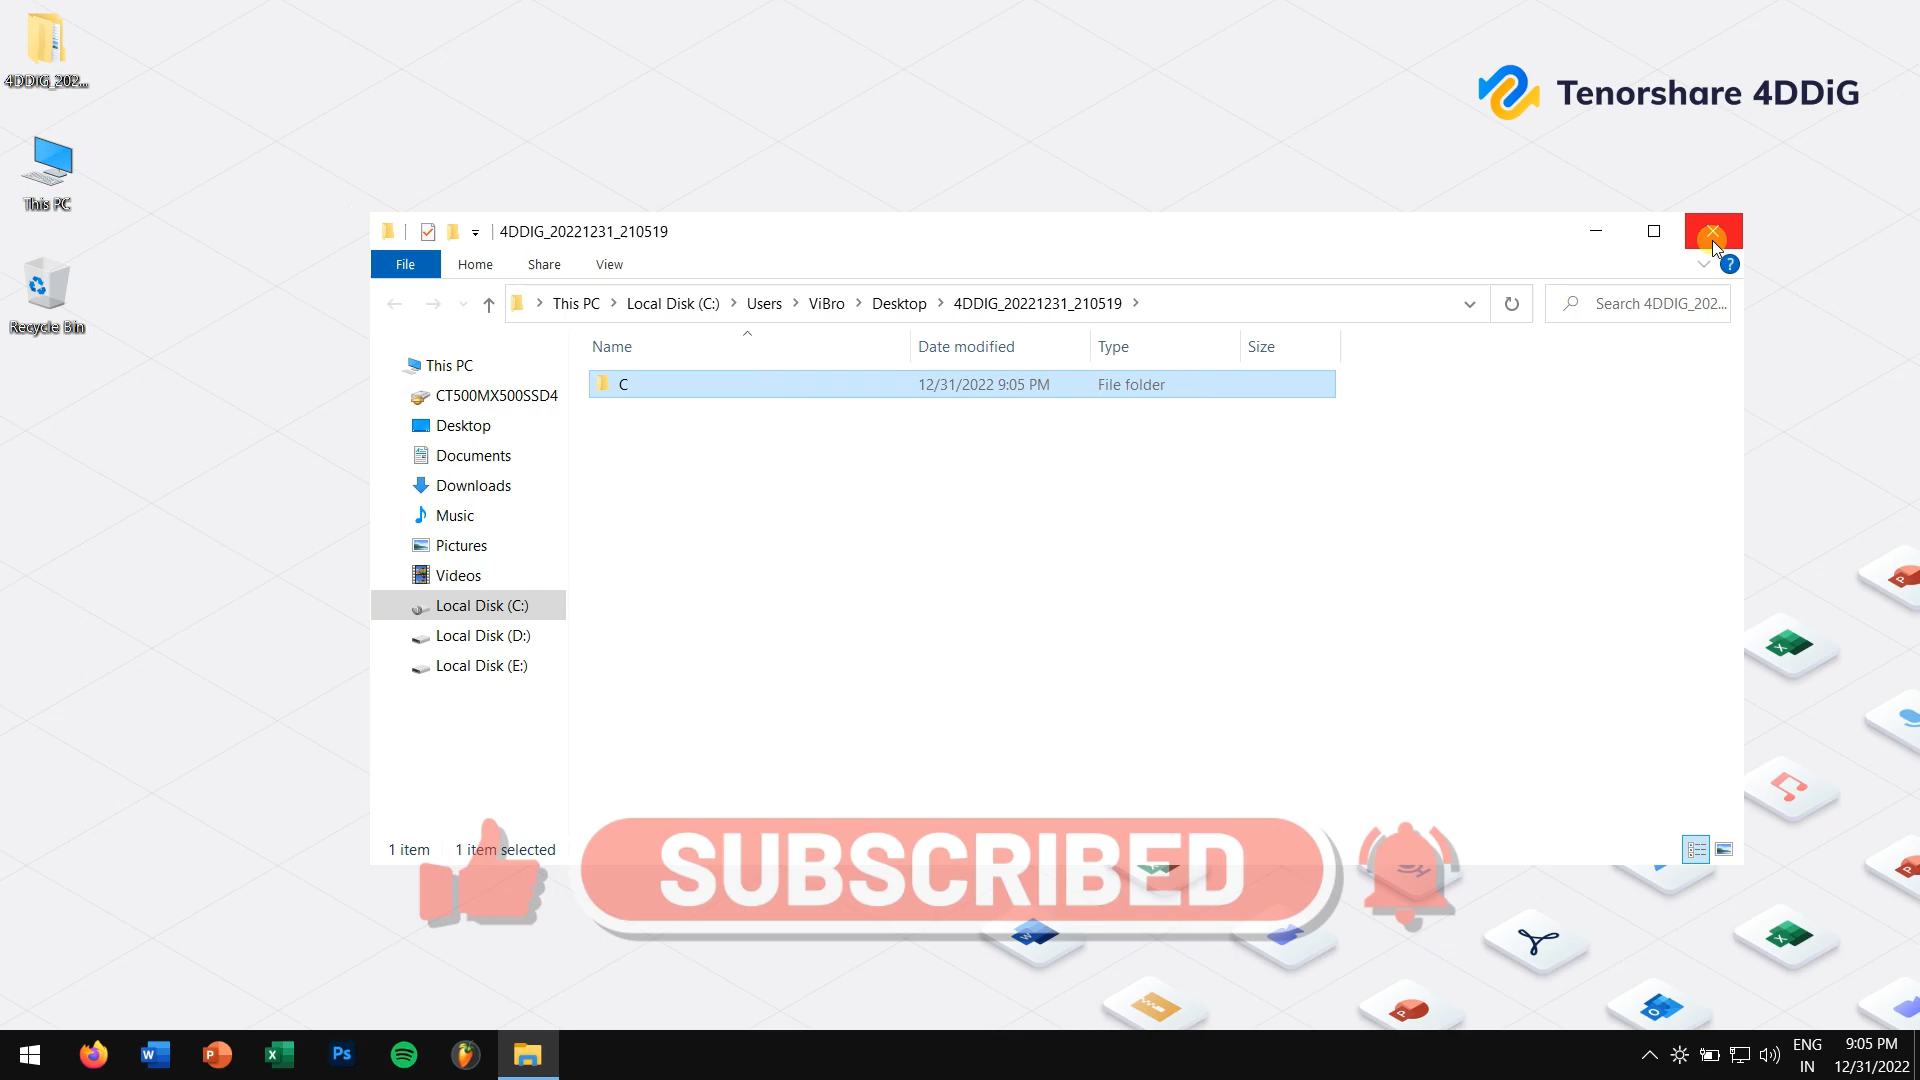 4DDIG_202...
This PC
Recycle Bin
Tenorshare 4DDiG
4DDIG_20221231_210519
File Home Share View
This PC Local Disk (C:) Users ViBro Desktop 4DDIG_20221231_210519
Search 4DDIG_202...
Name Date modified Type Size
C 12/31/2022 9:05 PM File folder
This PC
CT500MX500SSD4
Desktop
Documents
Downloads
Music
Pictures
Videos
Local Disk (C:)
Local Disk (D:)
Local Disk (E:)
1 item 1 item selected
SUBSCRIBED
ENG
IN
9:05 PM
12/31/2022